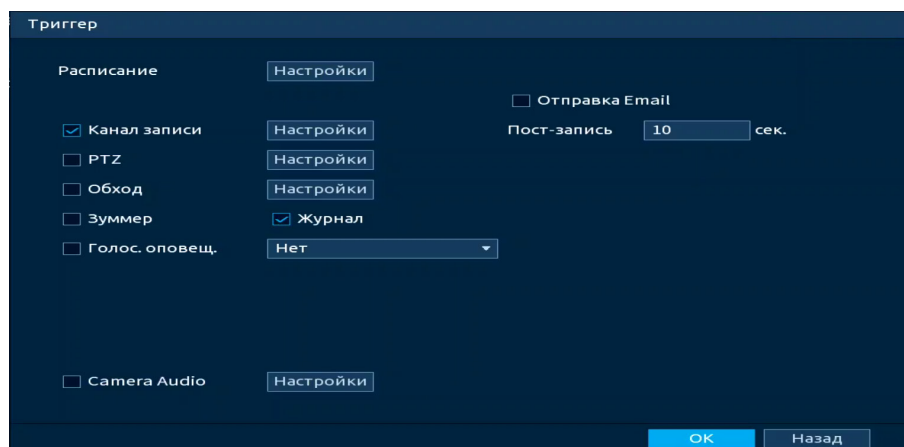 Триггер
Расписание Настройки
Отправка Email
Канал записи Настройки Пост-запись 10 сек.
PTZ Настройки
Обход Настройки
Зуммер Журнал
Голос. оповещ. Нет
Camera Audio Настройки
OK Назад